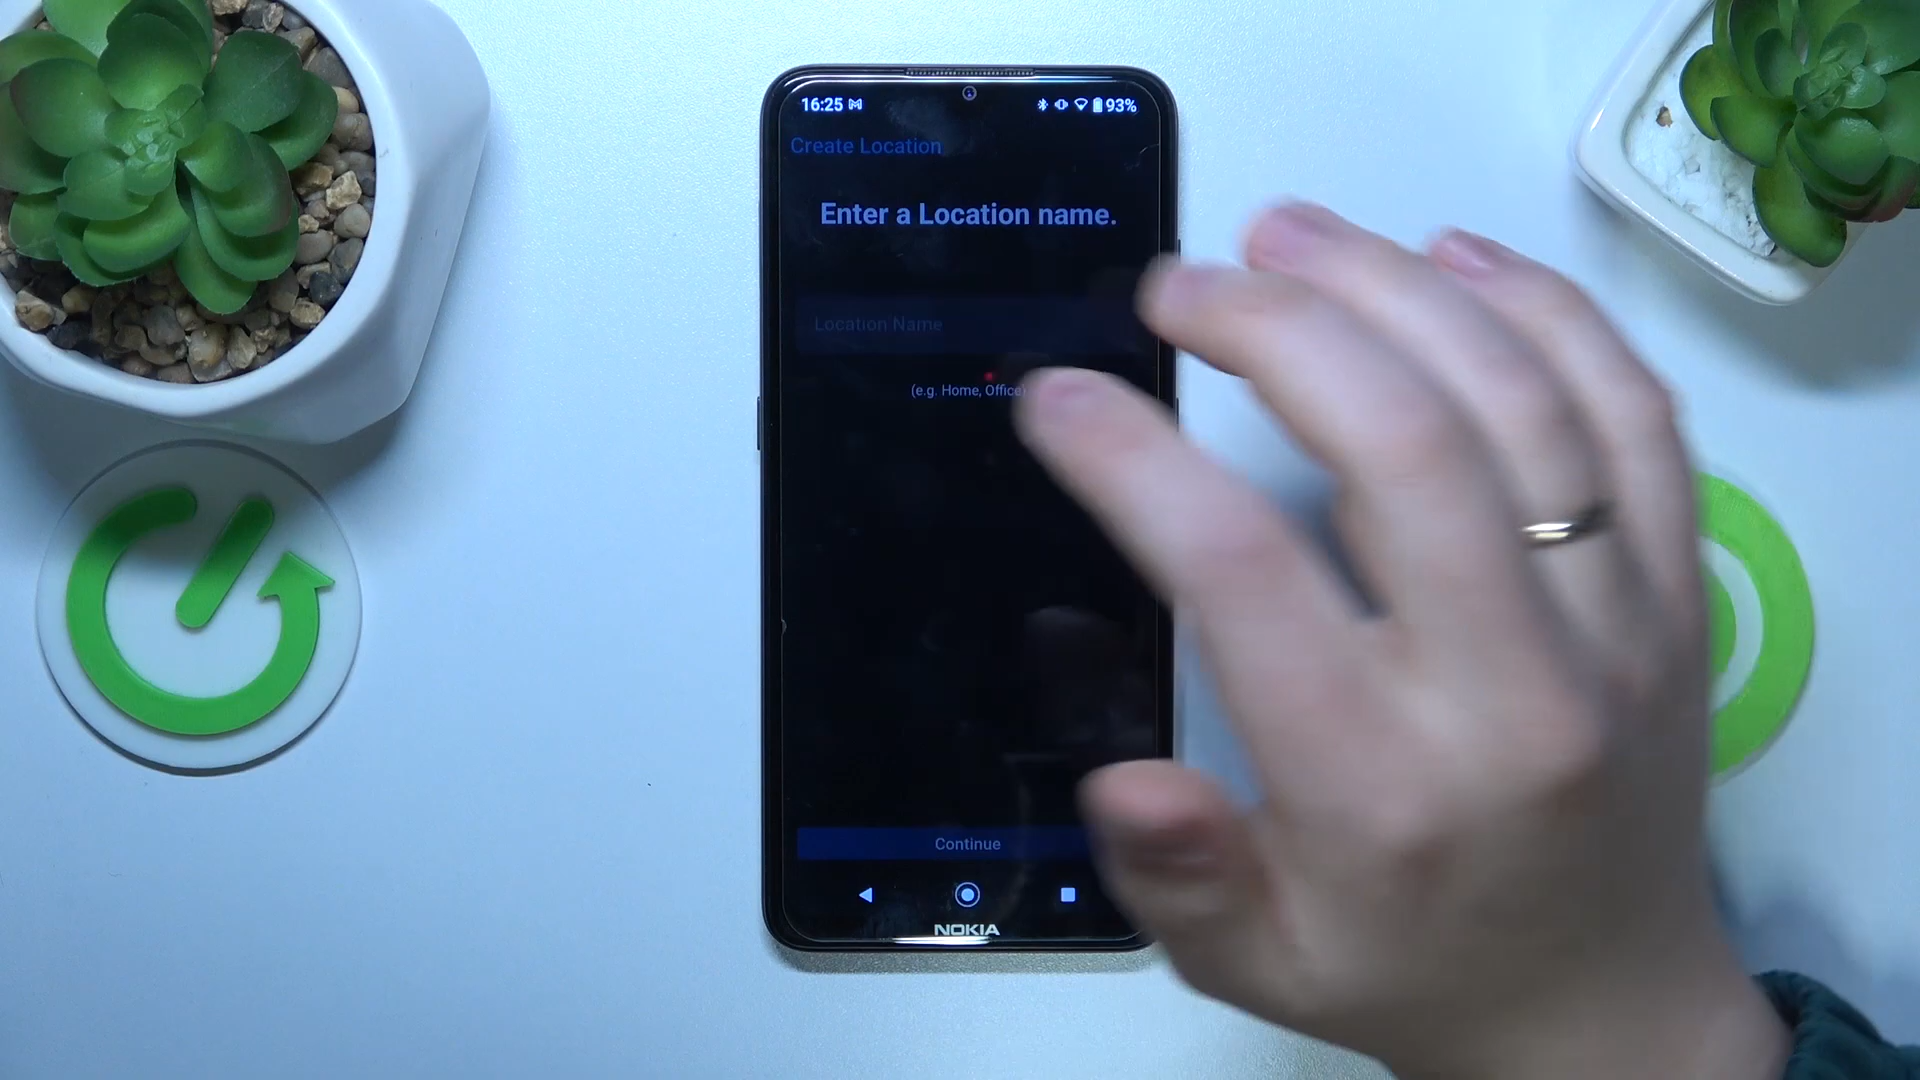 16:25 93%
Create Location
Enter a Location name.
Location Name
(e.g. Home, Office)
Continue
NOKIA